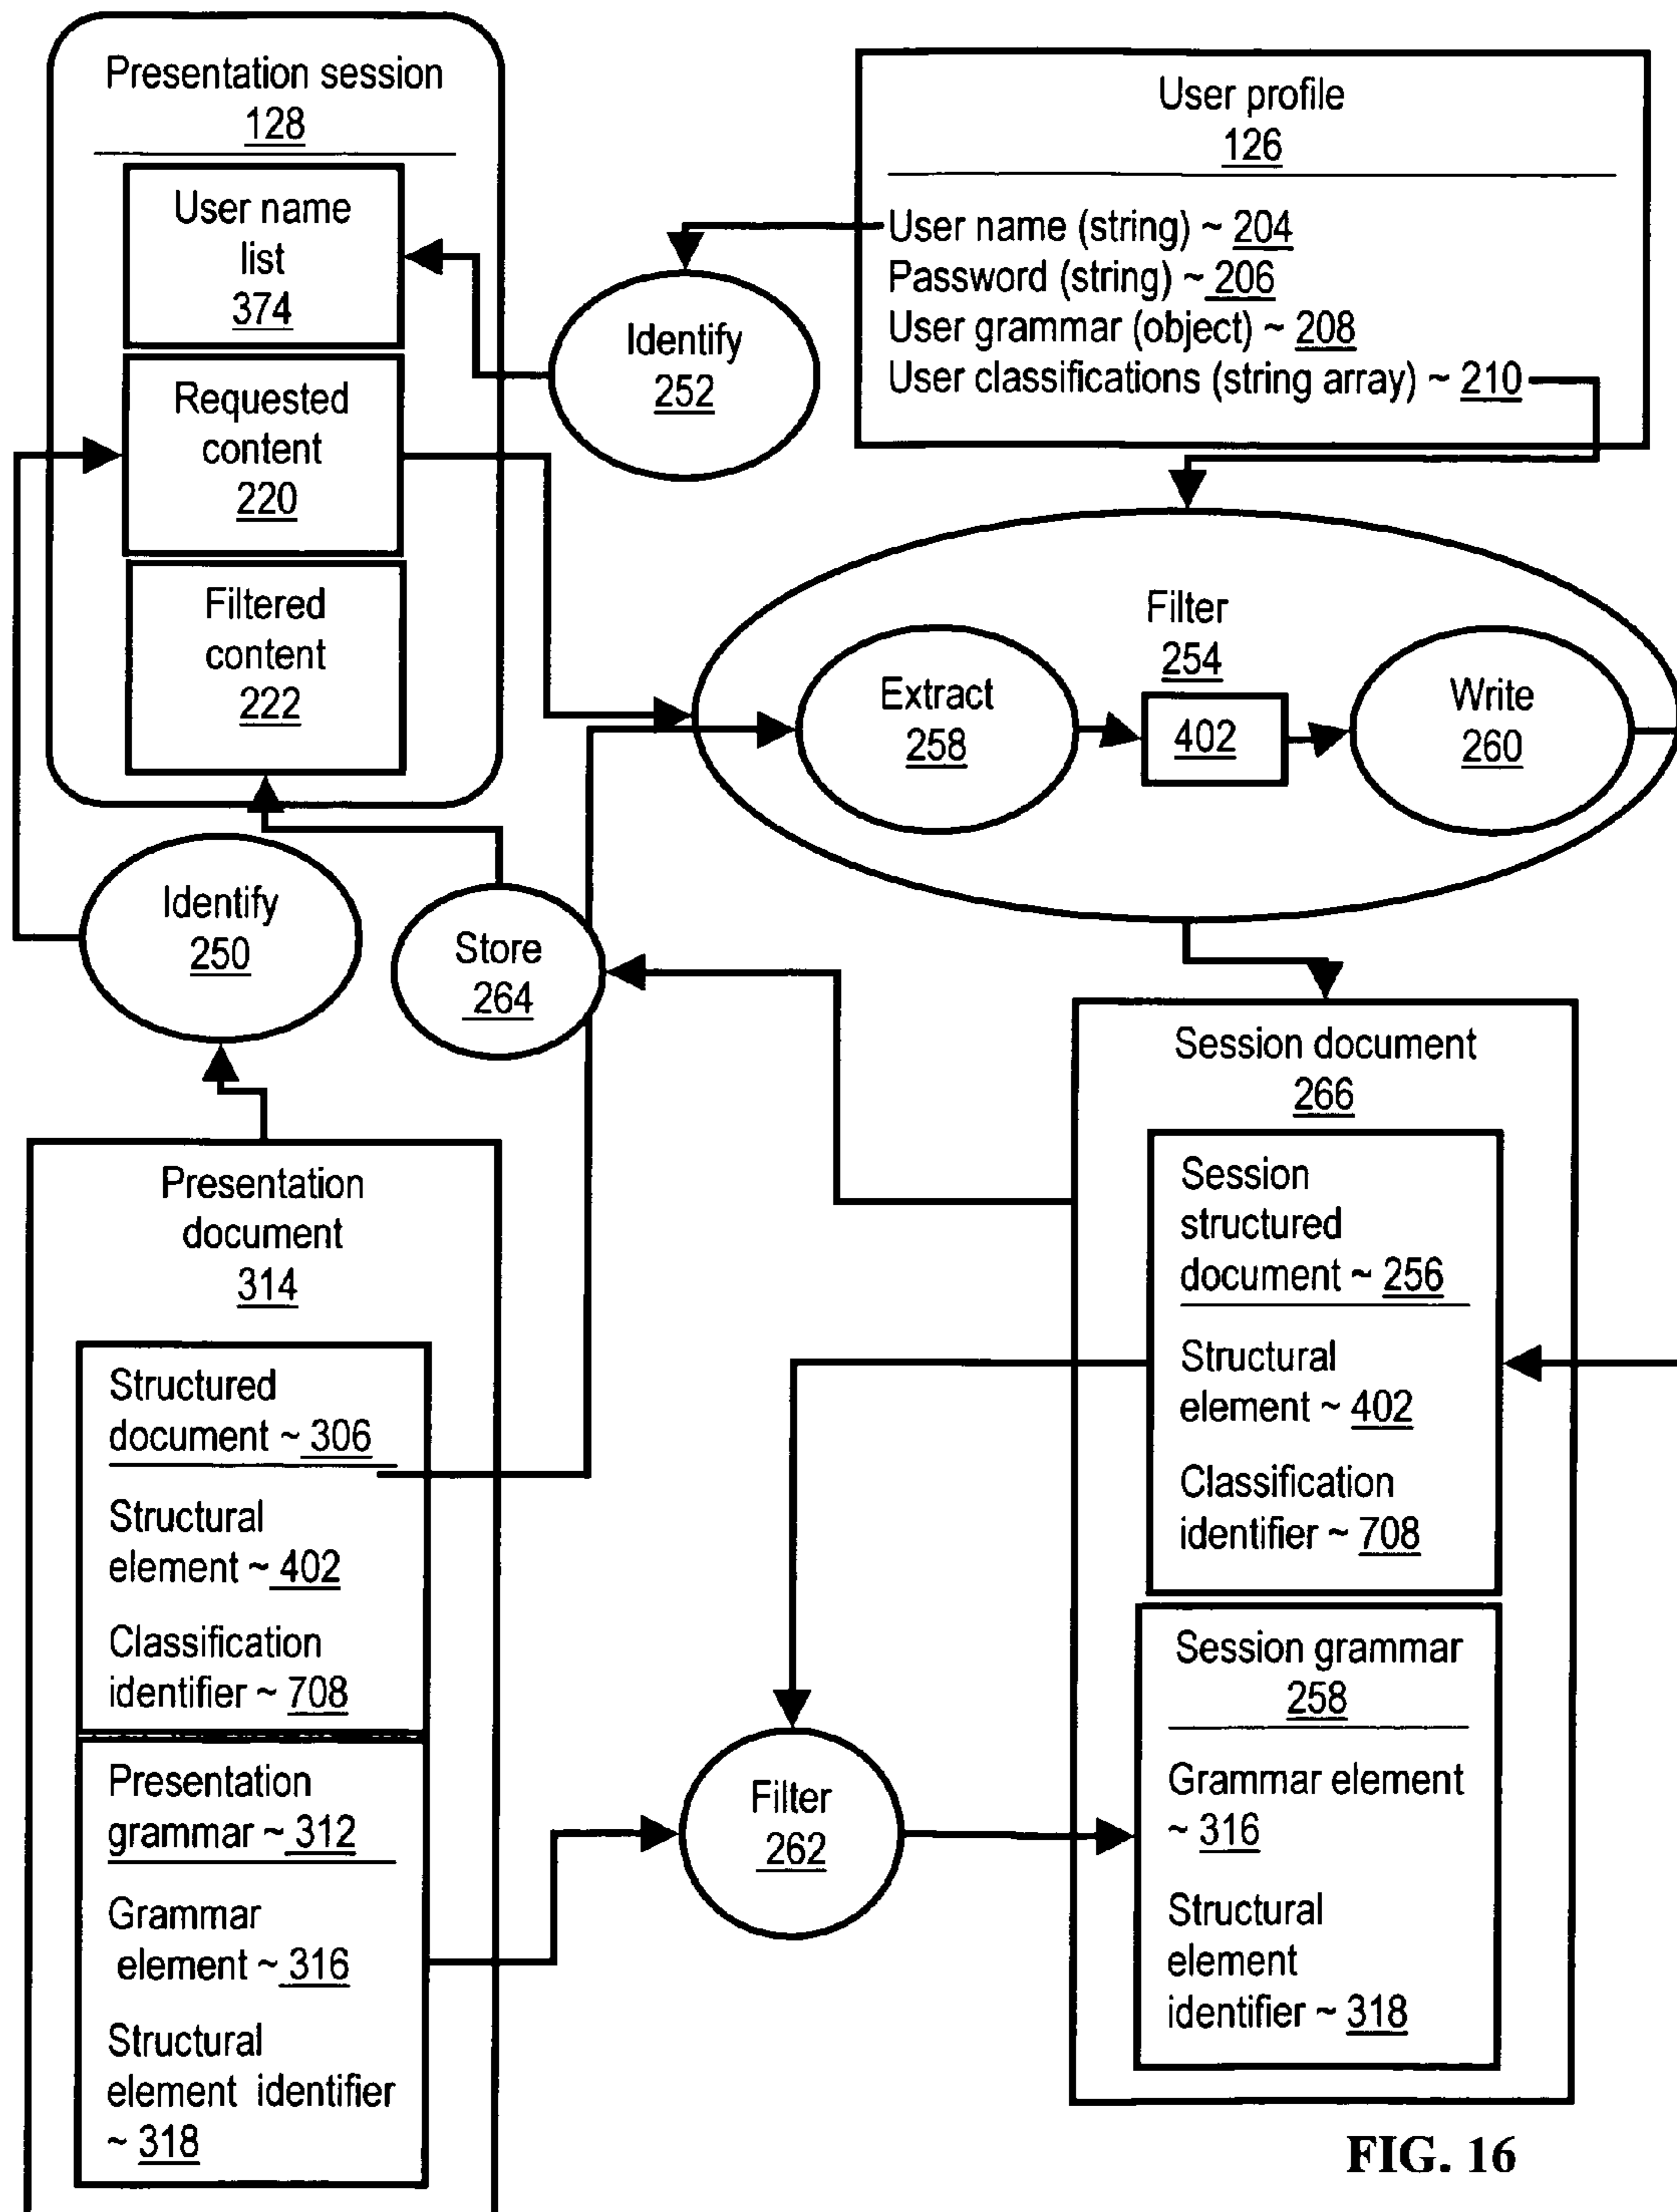 Presentation session
128
User name
list
374
Requested
content
220
Filtered
content
222
User profile
126
User name (string) ~ 204
Password (string) ~ 206
User grammar (object) ~ 208
User classifications (string array) ~ 210
Identify
252
Filter
254
Extract
258
402
Write
260
Identify
250
Store
264
Presentation
document
314
Structured
document ~ 306
Structural
element ~ 402
Classification
identifier ~ 708
Presentation
grammar ~ 312
Grammar
element ~ 316
Structural
element identifier
~ 318
Filter
262
Session document
266
Session
structured
document ~ 256
Structural
element ~ 402
Classification
identifier ~ 708
Session grammar
258
Grammar element
~ 316
Structural
element
identifier ~ 318
FIG. 16